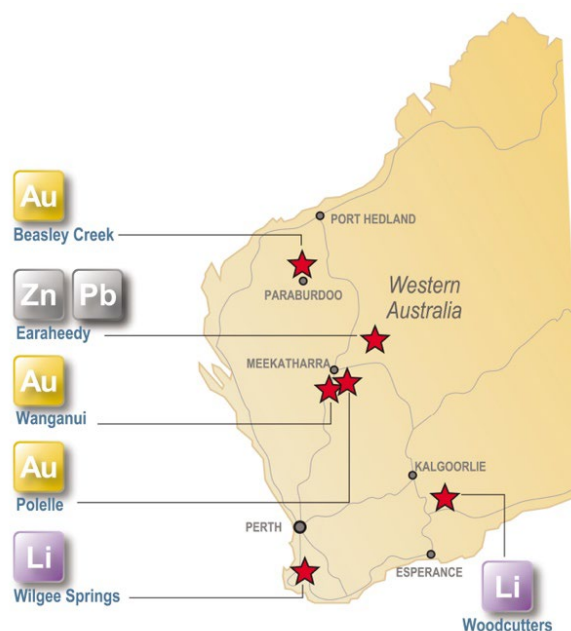 Au
Beasley Creek
PORT HEDLAND
PARABURDOO
Western
Australia
Zn Pb
Earaheedy
MEEKATHARRA
Au
Wanganui
Au
Polelle
KALGOORLIE
PERTH
Li
Wilgee Springs
ESPERANCE
Li
Woodcutters